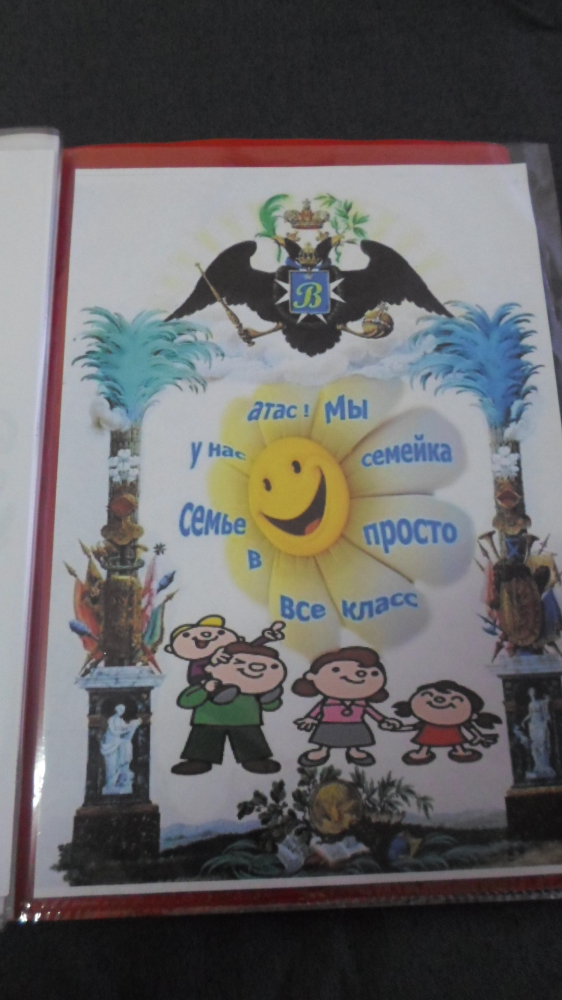 В
Мы
семейка
просто
класс
все
в
семье
у нас
атас !